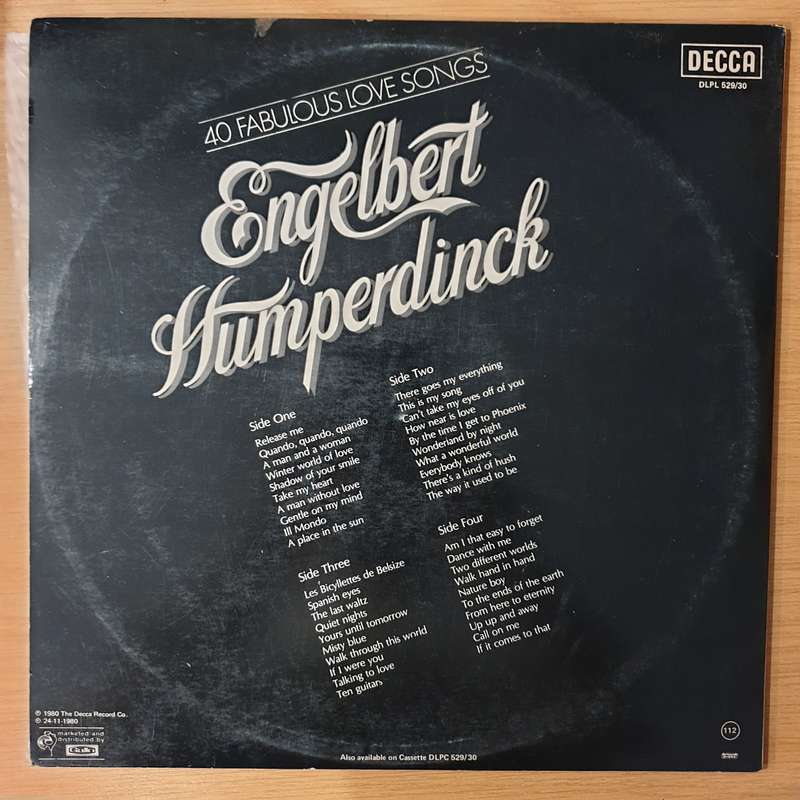 DECCA
DLPL 529/30
40 FABULOUS LOVE SONGS
Engelbert
Humperdinck
Side One
Release me
Quando, quando, quando
A man and a woman
Winter world of love
Shadow of your smile
Take my heart
A man without love
Gentle on my mind
Ill Mondo
A place in the sun
Side Two
There goes my everything
This is my song
Can't take my eyes off of you
How near is love
By the time I get to Phoenix
Wonderland by night
What a wonderful world
Everybody knows
There's a kind of hush
The way it used to be
Side Three
Les Bicyllettes de Belsize
Spanish eyes
The last waltz
Quiet nights
Yours until tomorrow
Misty blue
Walk through this world
If I were you
Talking to love
Ten guitars
Side Four
Am I that easy to forget
Dance with me
Two different worlds
Walk hand in hand
Nature boy
To the ends of the earth
From here to eternity
Up up and away
Call on me
If it comes to that
℗ 1980 The Decca Record Co.
© 24-11-1980
marketed and
distributed by
Gallo
Also available on Cassette DLPC 529/30
112